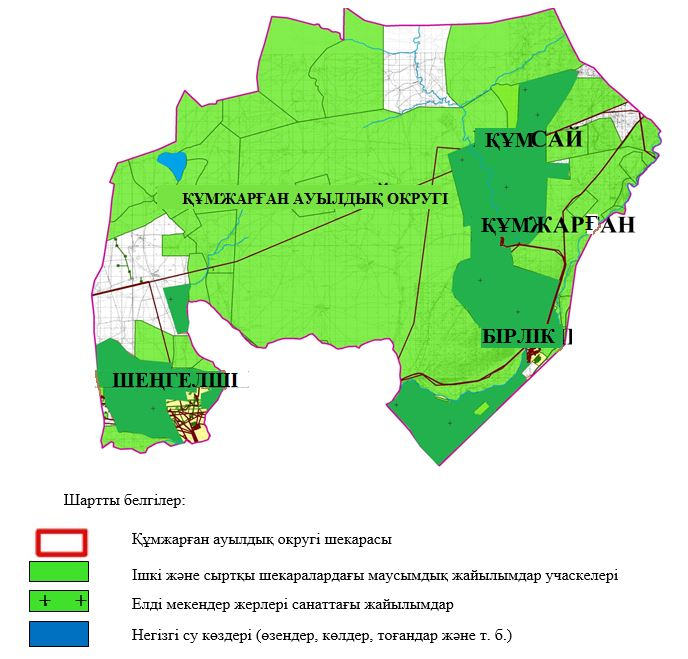 ҚҰМСАЙ
ҚҰМЖАРҒАН АУЫЛДЫҚ ОКРУГІ
ҚҰМЖАРҒАН
БІРЛІК
ШЕҢГЕЛІШІ
Шартты белгілер:
Құмжарған ауылдық округі шекарасы
Ішкі және сыртқы шекаралардағы маусымдық жайылымдар учаскелері
+ + Елді мекендер жерлері санаттағы жайылымдар
Негізгі су көздері (өзендер, көлдер, тоғандар және т. б.)